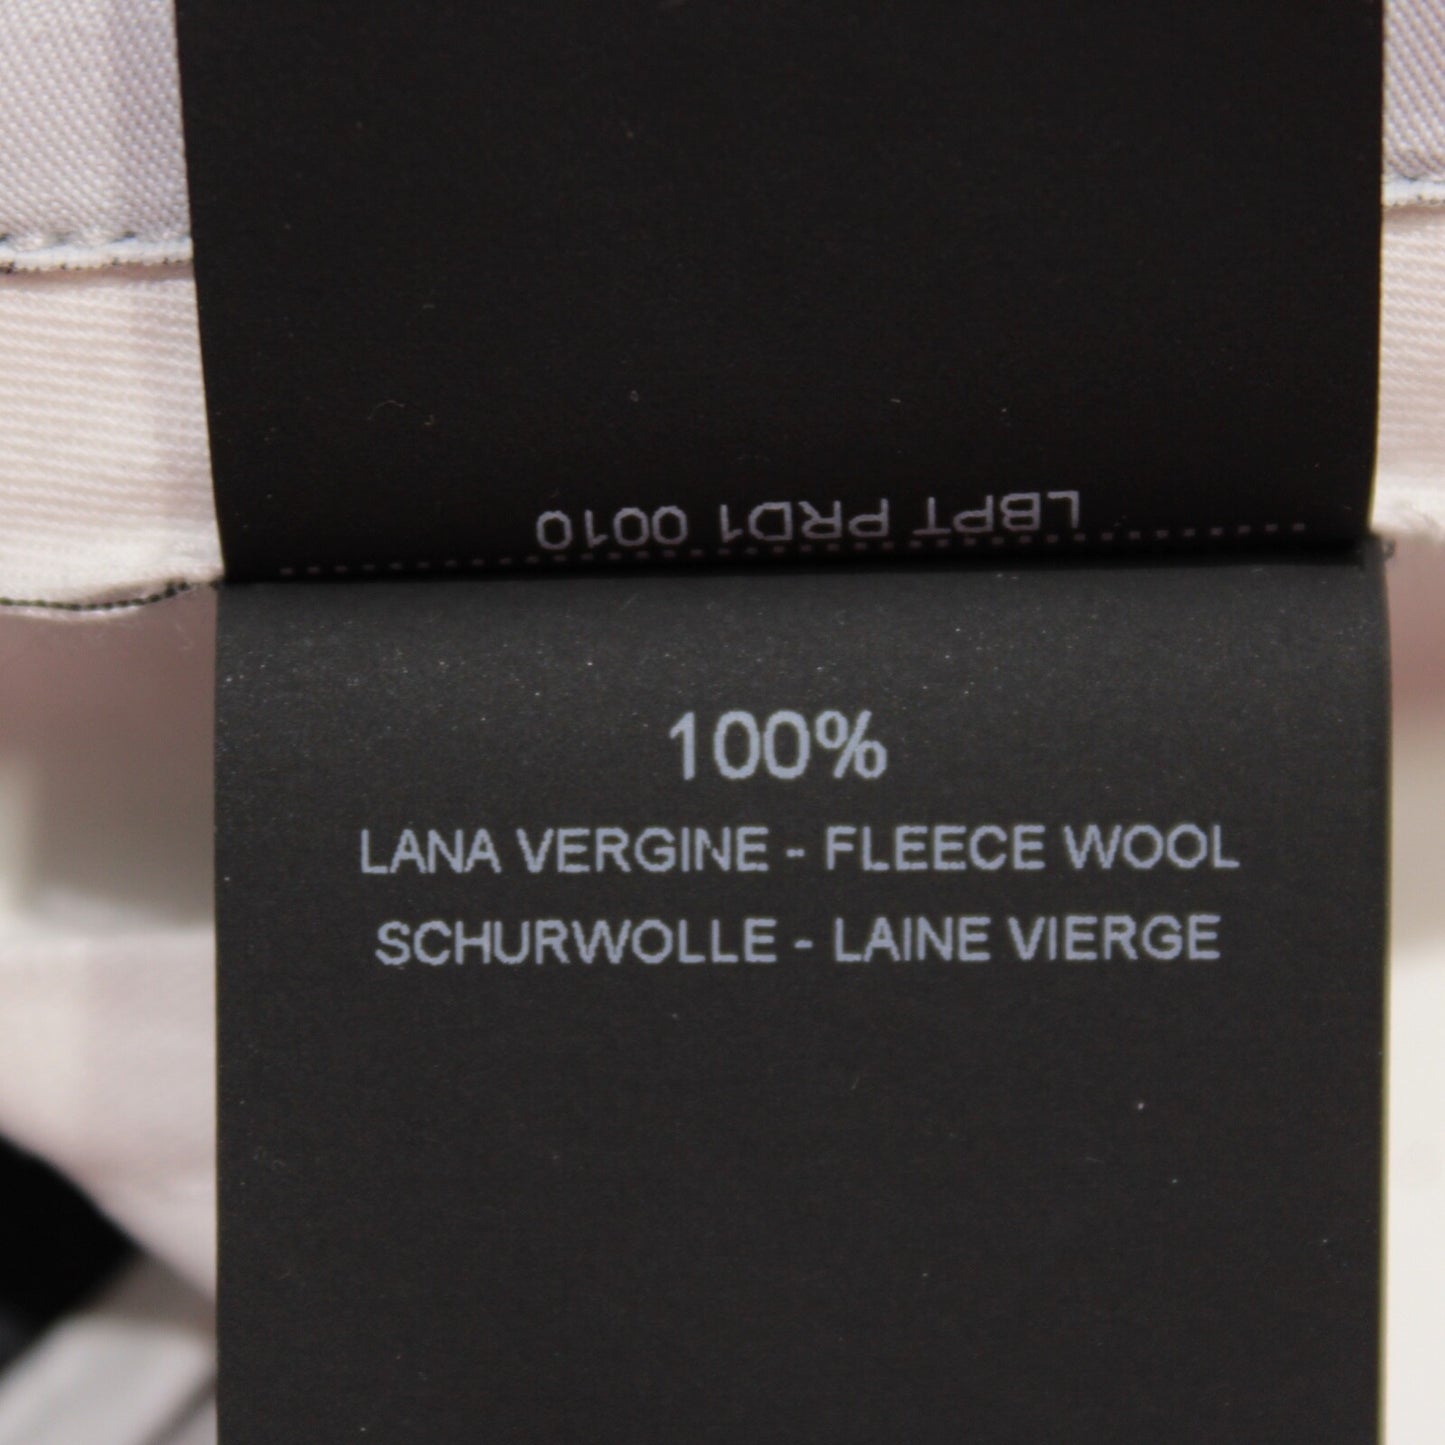 LBPT PRD1 0010
100%
LANA VERGINE - FLEECE WOOL
SCHURWOLLE - LAINE VIERGE